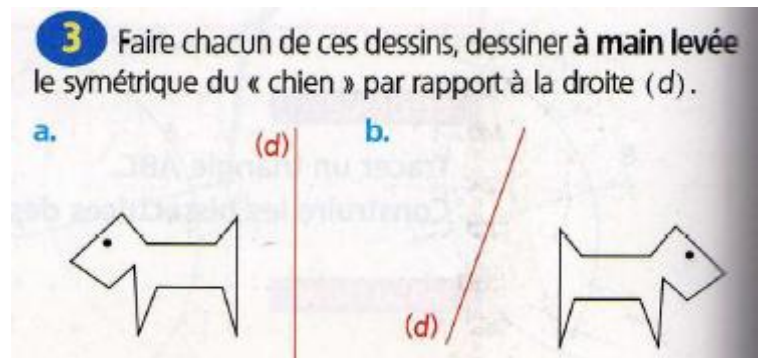 3 Faire chacun de ces dessins, dessiner à main levée
le symétrique du « chien » par rapport à la droite (d).
a. (d) b.
(d)